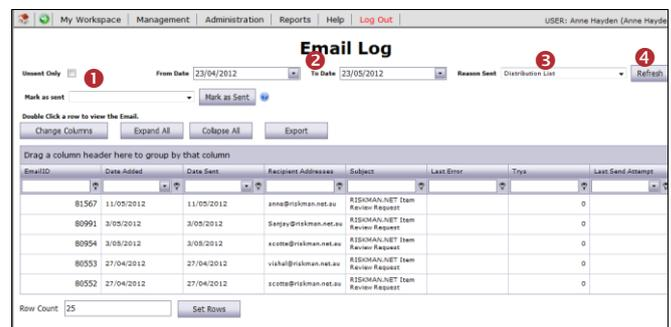 My Workspace Management Administration Reports Help Log Out USER: Anne Hayden (Anne Hayde
Email Log
Unsent Only 1 From Date 23/04/2012 2 To Date 23/05/2012 3 Reason Sent Distribution List 4 Refresh
Mark as sent Mark as Sent
Double Click a row to view the Email.
Change Columns Expand All Collapse All Export
Drag a column header here to group by that column
EmailID Date Added Date Sent Recipient Addresses Subject Last Error Trys Last Send Attempt
81567 11/05/2012 11/05/2012 anne@riskman.net.au RISKMAN.NET Item Review Request 0
80991 3/05/2012 3/05/2012 Sanjay@riskman.net.au RISKMAN.NET Item Review Request 0
80954 3/05/2012 3/05/2012 scotte@riskman.net.au RISKMAN.NET Item Review Request 0
80553 27/04/2012 27/04/2012 vishal@riskman.net.au RISKMAN.NET Item Review Request 0
80552 27/04/2012 27/04/2012 scotte@riskman.net.au RISKMAN.NET Item Review Request 0
Row Count 25 Set Rows